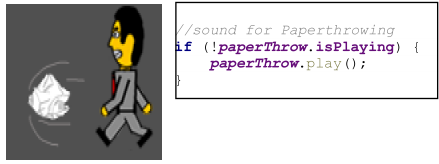 //sound for Paperthrowing
if (!paperThrow.isPlaying) {
paperThrow.play();
}